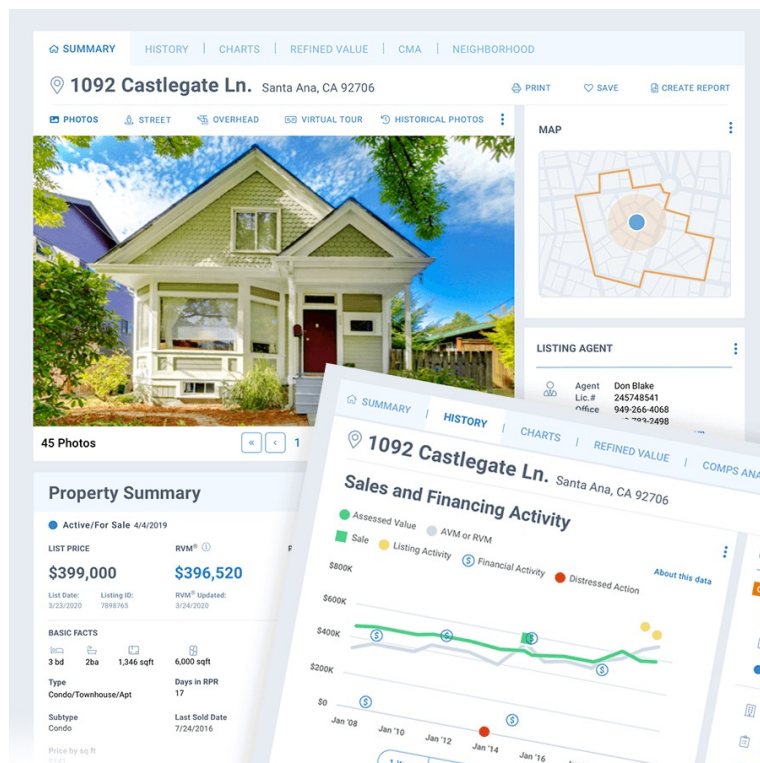 SUMMARY
HISTORY
CHARTS
REFINED VALUE
CMA
NEIGHBORHOOD
1092 Castlegate Ln. Santa Ana, CA 92706
PRINT
SAVE
CREATE REPORT
PHOTOS
STREET
OVERHEAD
VIRTUAL TOUR
HISTORICAL PHOTOS
MAP
LISTING AGENT
Agent Don Blake
Lic.# 245748541
Office 949-266-4068
783-2498
45 Photos
« ‹ 1
Property Summary
Active/For Sale 4/4/2019
LIST PRICE
RVM®
$399,000
$396,520
List Date: Listing ID: RVM® Updated:
3/23/2020 7898765 3/24/2020
BASIC FACTS
3 bd 2ba 1,346 sqft 6,000 sqft
Type Days in RPR
Condo/Townhouse/Apt 17
Subtype Last Sold Date
Condo 7/24/2016
Price by sq ft
SUMMARY
HISTORY
CHARTS
REFINED VALUE
COMPS ANA
1092 Castlegate Ln. Santa Ana, CA 92706
Sales and Financing Activity
Assessed Value AVM or RVM
Sale Listing Activity Financial Activity Distressed Action
About this data
$800K
$600K
$400K
$200K
$0
Jan '08 Jan '10 Jan '12 Jan '14 Jan '16